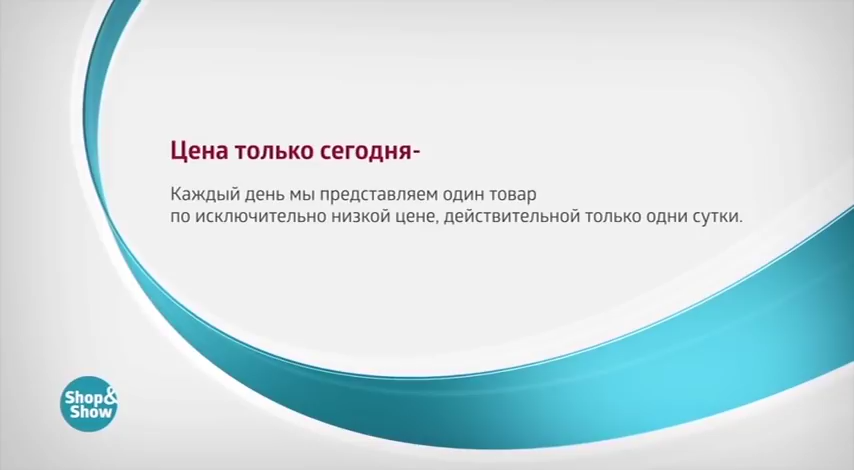 Цена только сегодня-
Каждый день мы представляем один товар
по исключительно низкой цене, действительной только одни сутки.
Shop&
Show